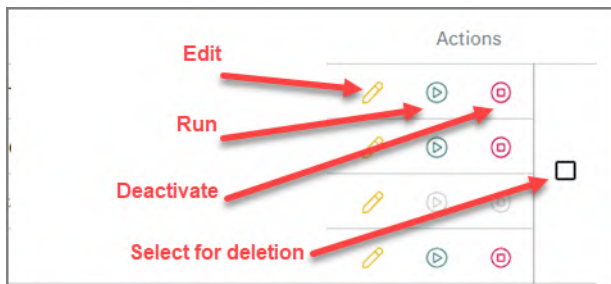 Actions
Edit
Run
Deactivate
Select for deletion